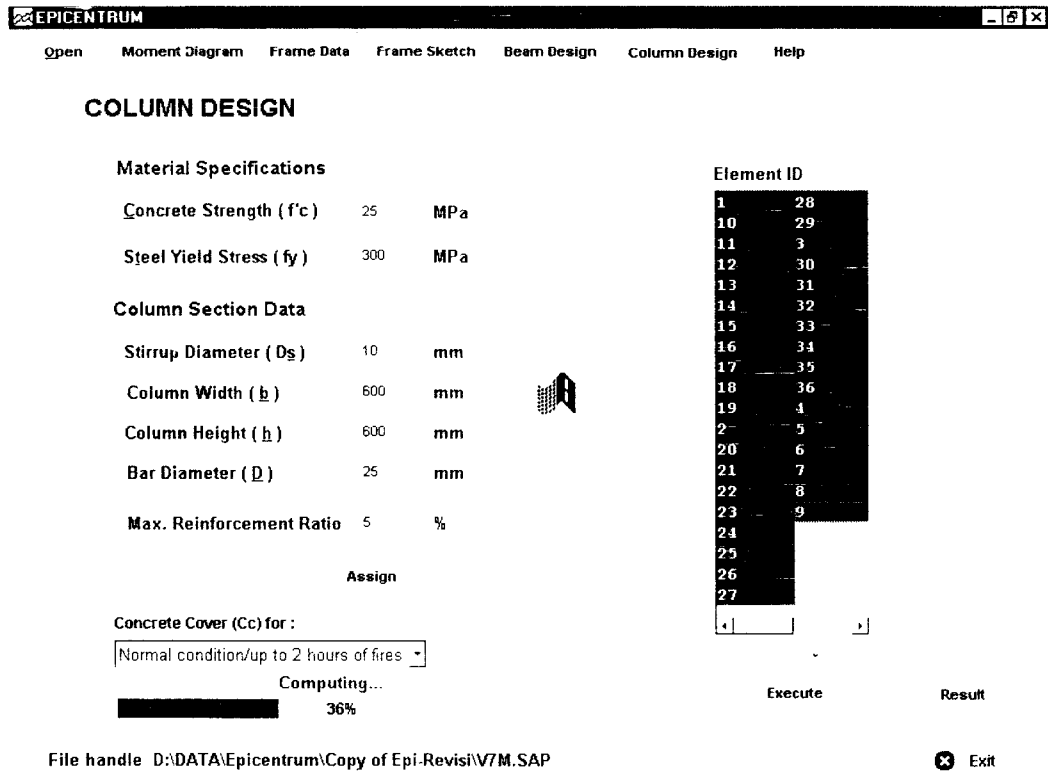 EPICENTRUM
Open Moment Diagram Frame Data Frame Sketch Beam Design Column Design Help
COLUMN DESIGN
Material Specifications
Concrete Strength ( f'c ) 25 MPa
Steel Yield Stress ( fy ) 300 MPa
Column Section Data
Stirrup Diameter ( Ds ) 10 mm
Column Width ( b ) 600 mm
Column Height ( h ) 600 mm
Bar Diameter ( D ) 25 mm
Max. Reinforcement Ratio 5 %
Assign
Concrete Cover (Cc) for :
Normal condition/up to 2 hours of fires
Computing...
36%
Element ID
1 28
10 29
11 3
12 30
13 31
14 32
15 33
16 34
17 35
18 36
19 4
2 5
20 6
21 7
22 8
23 9
24
25
26
27
Execute Result
File handle D:\DATA\Epicentrum\Copy of Epi-Revisi\V7M.SAP
Exit